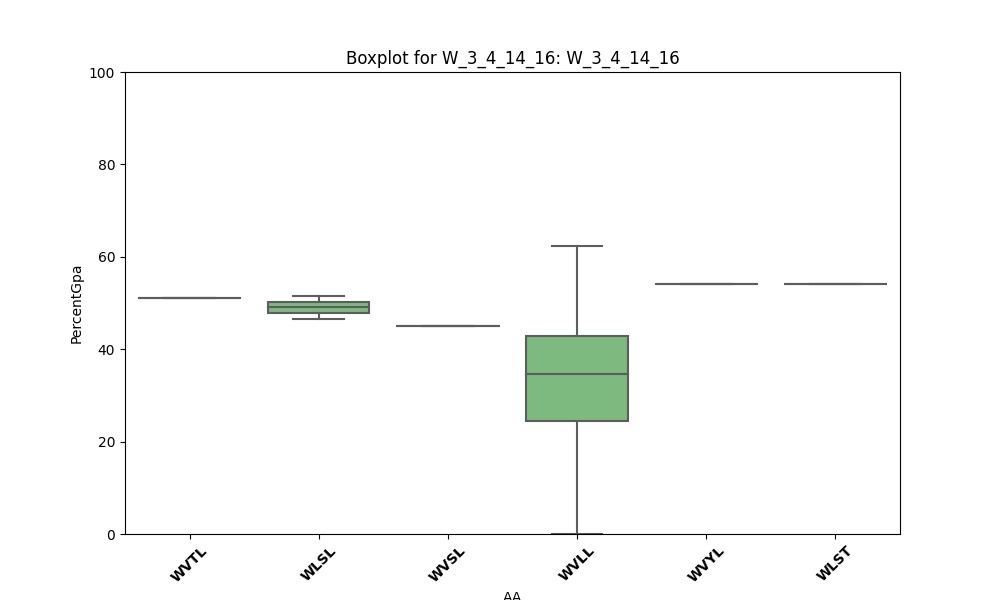 Boxplot for W_3_4_14_16: W_3_4_14_16
100
80
60
40
20
0
PercentGpa
WVTL
WLSL
WVSL
WVLL
WVYL
WLST
AA